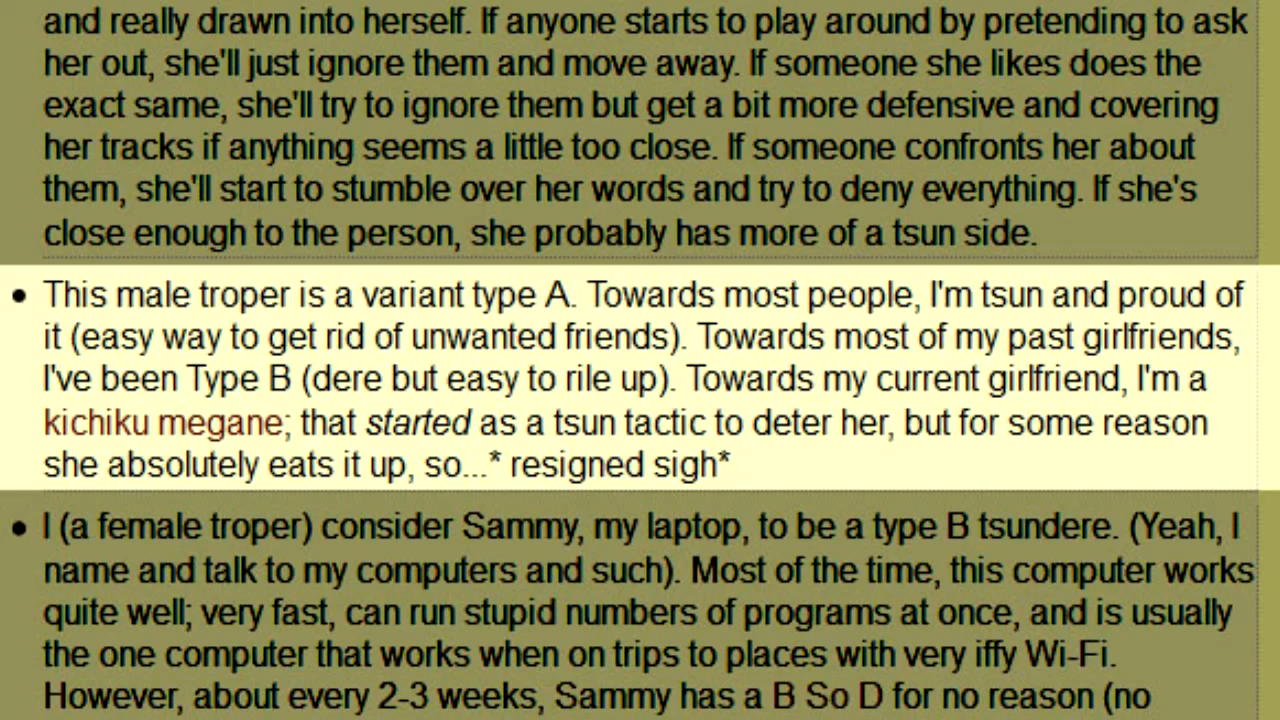 and really drawn into herself. If anyone starts to play around by pretending to ask
her out, she'll just ignore them and move away. If someone she likes does the
exact same, she'll try to ignore them but get a bit more defensive and covering
her tracks if anything seems a little too close. If someone confronts her about
them, she'll start to stumble over her words and try to deny everything. If she's
close enough to the person, she probably has more of a tsun side.
• This male troper is a variant type A. Towards most people, I'm tsun and proud of
it (easy way to get rid of unwanted friends). Towards most of my past girlfriends,
I've been Type B (dere but easy to rile up). Towards my current girlfriend, I'm a
kichiku megane; that started as a tsun tactic to deter her, but for some reason
she absolutely eats it up, so...* resigned sigh*
• I (a female troper) consider Sammy, my laptop, to be a type B tsundere. (Yeah, I
name and talk to my computers and such). Most of the time, this computer works
quite well; very fast, can run stupid numbers of programs at once, and is usually
the one computer that works when on trips to places with very iffy Wi-Fi.
However, about every 2-3 weeks, Sammy has a B So D for no reason (no